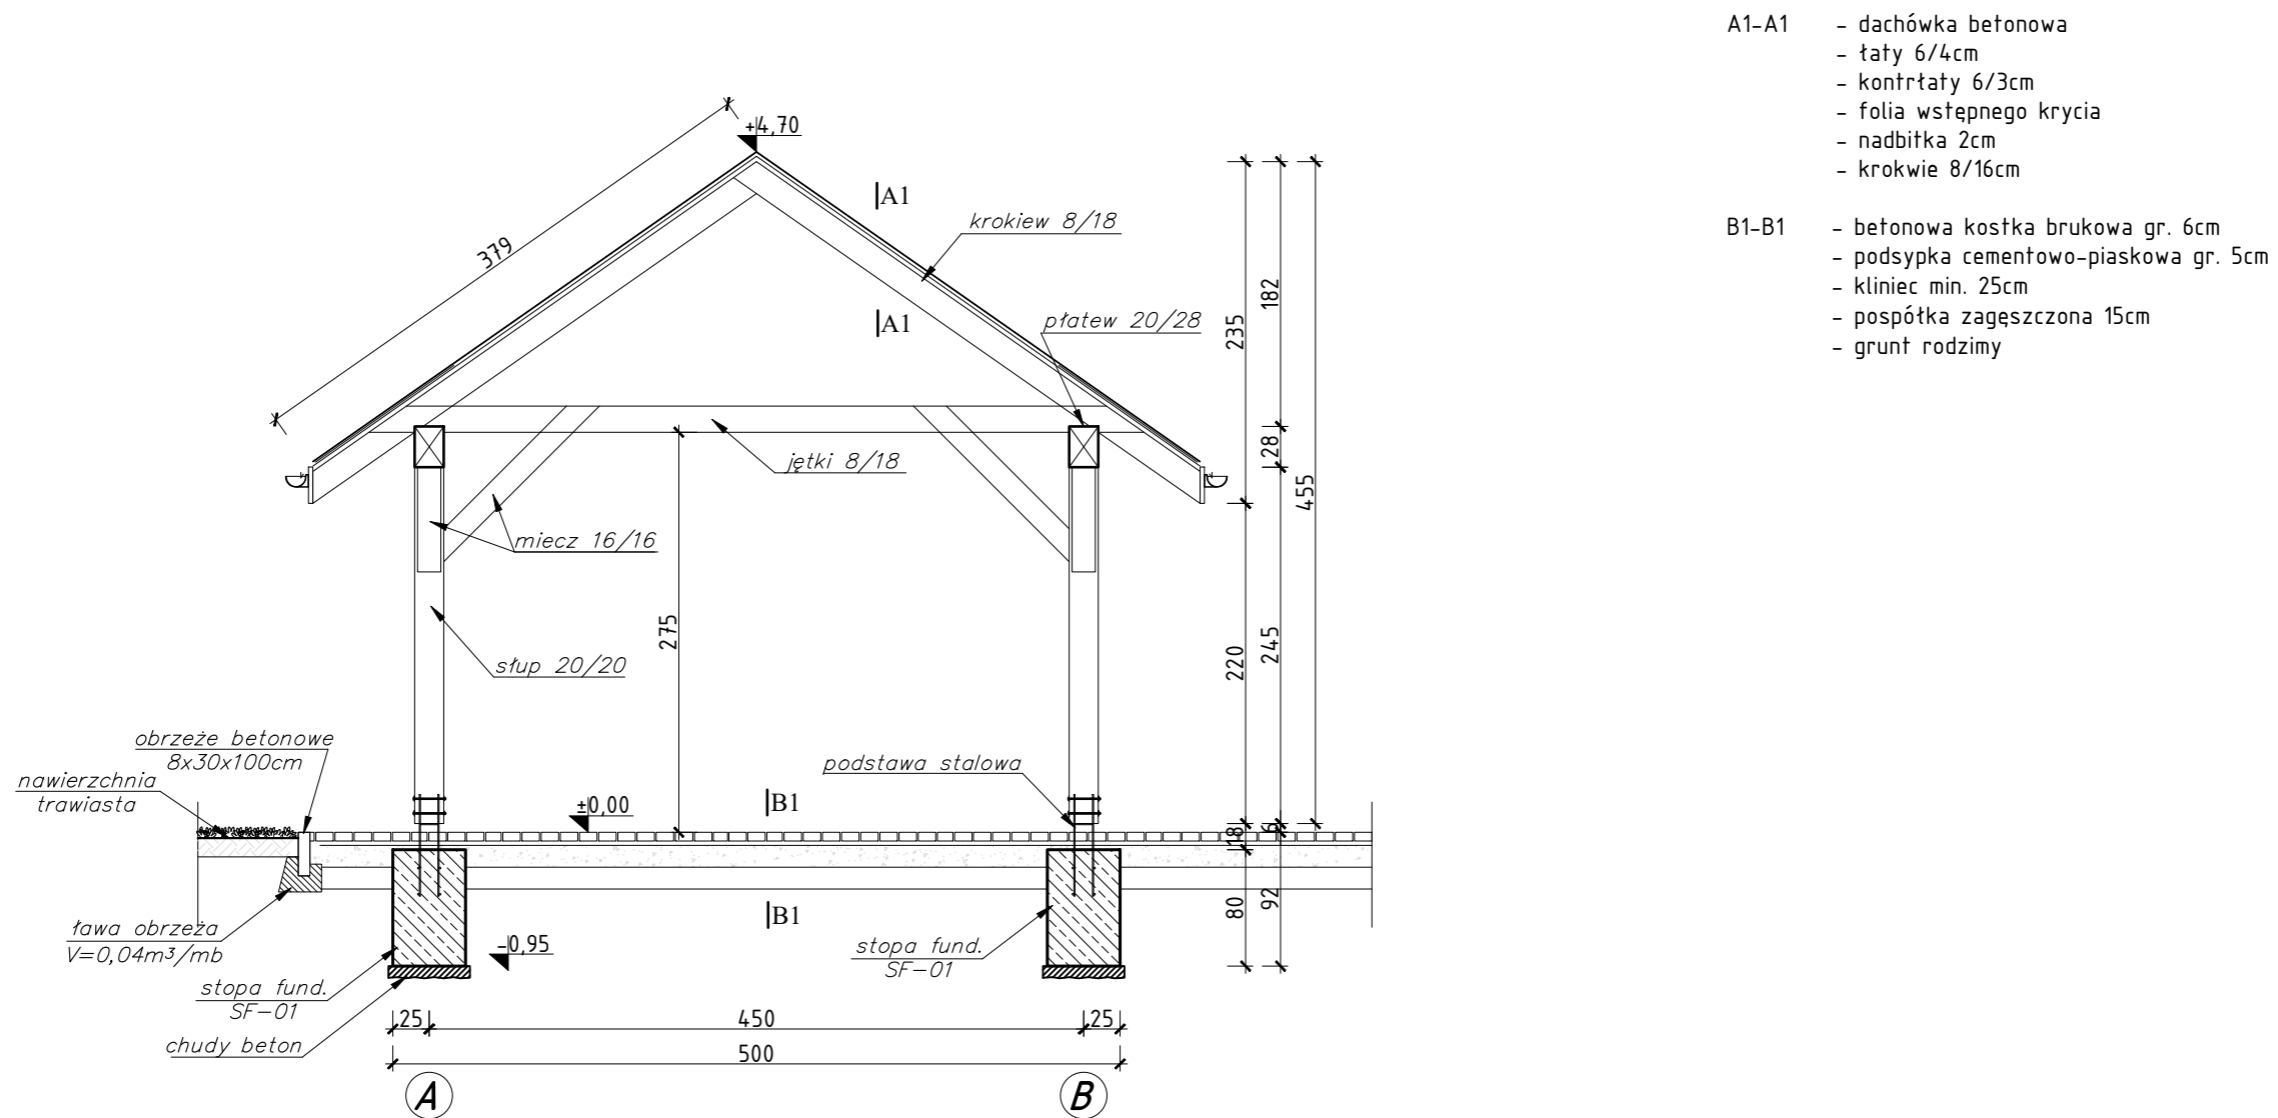 A1-A1 - dachówka betonowa
- łaty 6/4cm
- kontrłaty 6/3cm
- folia wstępnego krycia
- nadbitka 2cm
- krokwie 8/16cm
B1-B1 - betonowa kostka brukowa gr. 6cm
- podsypka cementowo-piaskowa gr. 5cm
- kliniec min. 25cm
- pospółka zagęszczona 15cm
- grunt rodzimy
+4,70
A1
krokiew 8/18
379
182
A1
płatew 20/28
235
28
jętki 8/18
455
miecz 16/16
275
245
220
słup 20/20
obrzeże betonowe
8x30x100cm
podstawa stalowa
nawierzchnia
trawiasta
±0,00
B1
18
6
92
80
B1
ława obrzeża
V=0,04m³/mb
-0,95
stopa fund.
SF-01
stopa fund.
SF-01
25
450
25
chudy beton
500
A
B